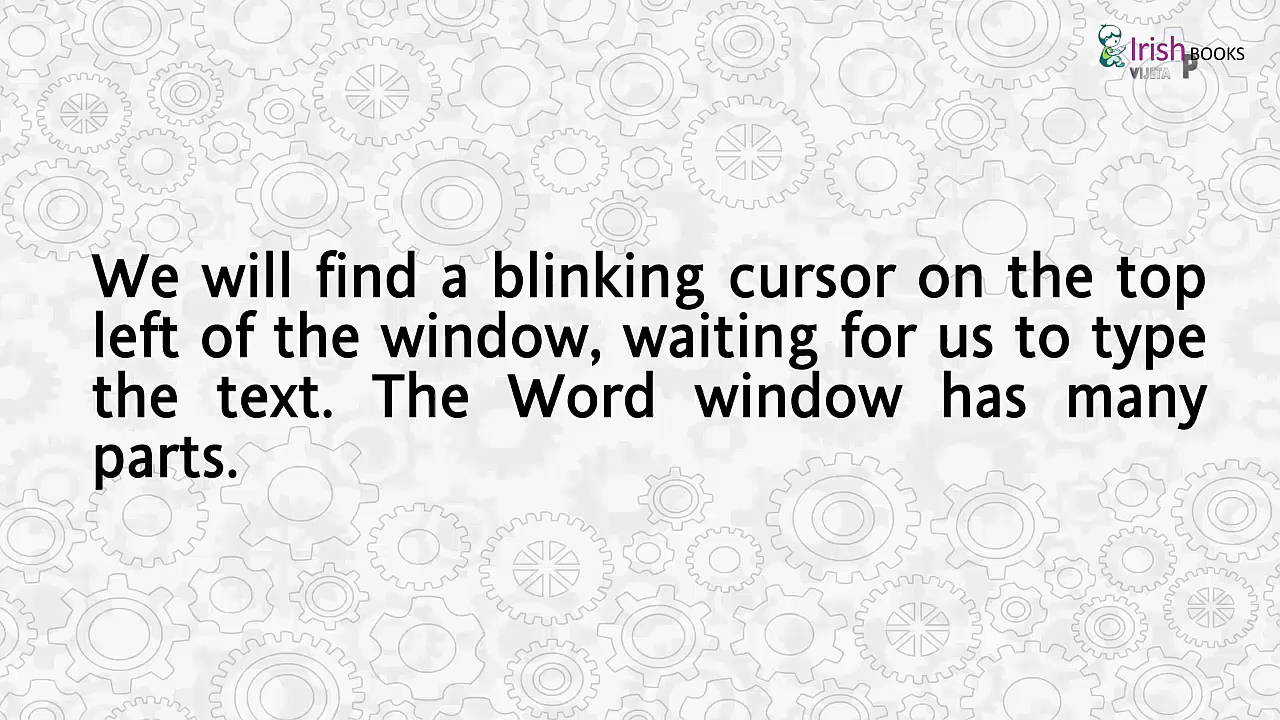 Irish BOOKS
VIJETA P
We will find a blinking cursor on the top
left of the window, waiting for us to type
the text. The Word window has many
parts.